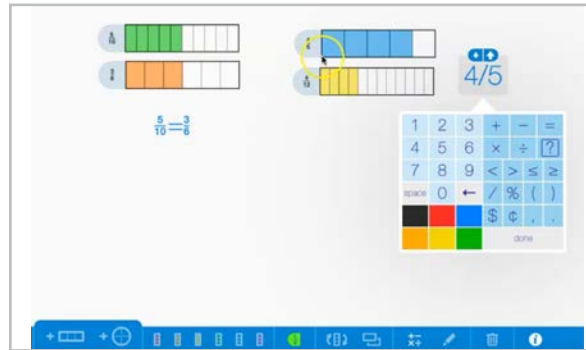 4/5
5/10=3/6
1 2 3 + − =
4 5 6 × ÷ ?
7 8 9 < > ≤ ≥
space 0 ← / % ( )
$ ¢ , .
done